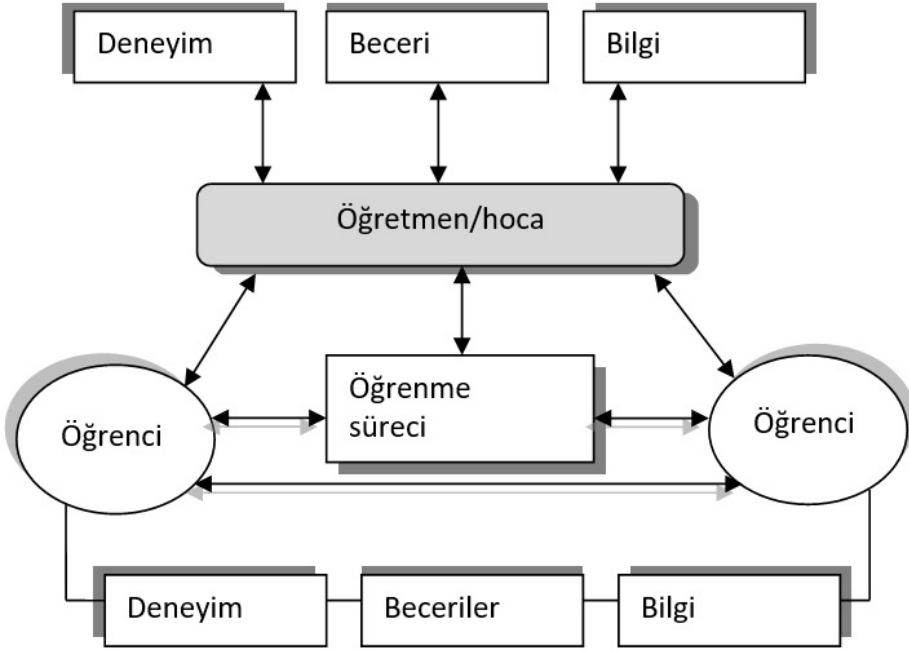 Deneyim
Beceri
Bilgi
Öğretmen/hoca
Öğrenci
Öğrenme
süreci
Öğrenci
Deneyim
Beceriler
Bilgi